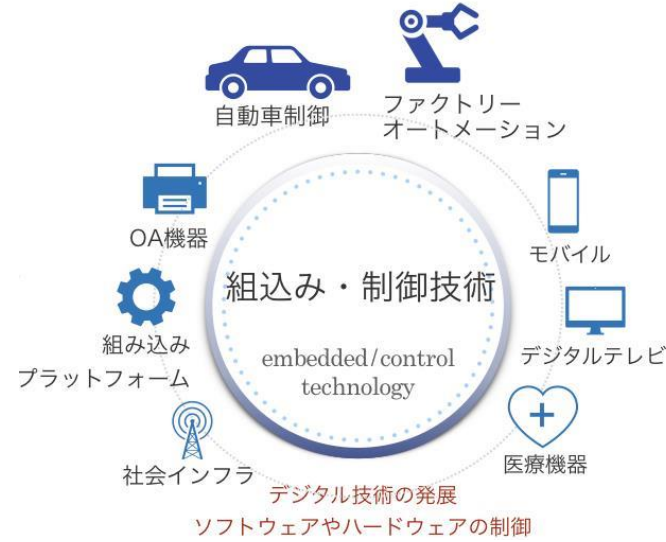 自動車制御
ファクトリー
オートメーション
OA機器
モバイル
組込み・制御技術
embedded/control
technology
組み込み
プラットフォーム
デジタルテレビ
社会インフラ
医療機器
デジタル技術の発展
ソフトウェアやハードウェアの制御